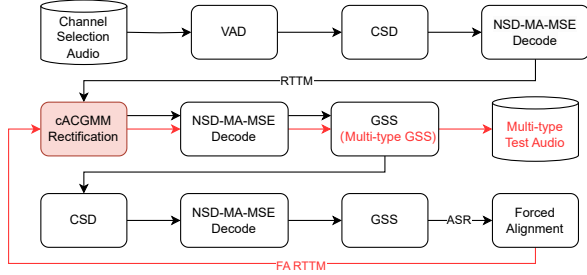 Channel
Selection
Audio
VAD
CSD
NSD-MA-MSE
Decode
RTTM
cACGMM
Rectification
NSD-MA-MSE
Decode
GSS
(Multi-type GSS)
Multi-type
Test Audio
CSD
NSD-MA-MSE
Decode
GSS
ASR
Forced
Alignment
FA RTTM